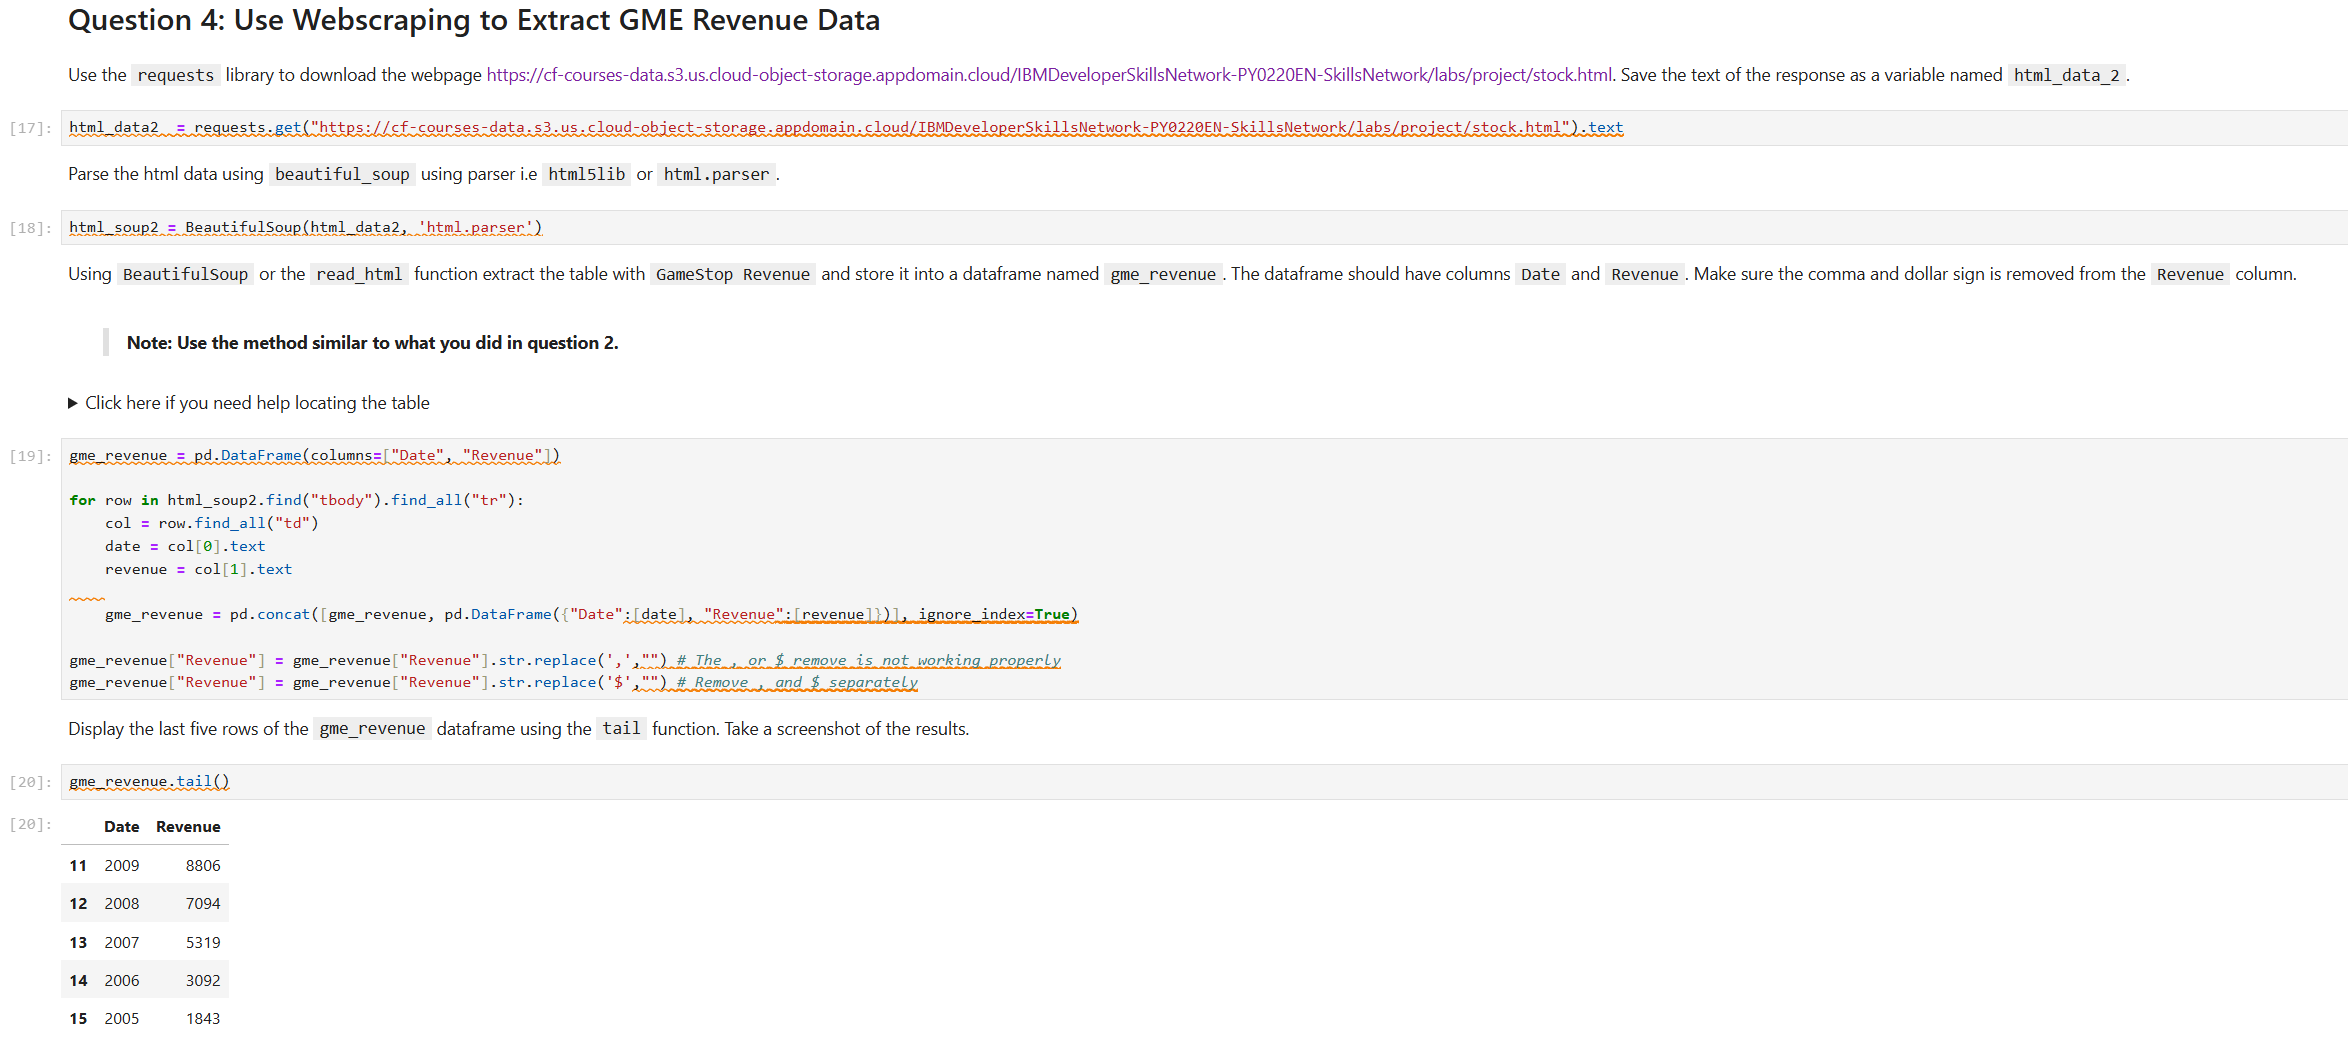 Question 4: Use Webscraping to Extract GME Revenue Data
Use the requests library to download the webpage https://cf-courses-data.s3.us.cloud-object-storage.appdomain.cloud/IBMDeveloperSkillsNetwork-PY0220EN-SkillsNetwork/labs/project/stock.html. Save the text of the response as a variable named html_data_2.
[17]: html_data2  = requests.get("https://cf-courses-data.s3.us.cloud-object-storage.appdomain.cloud/IBMDeveloperSkillsNetwork-PY0220EN-SkillsNetwork/labs/project/stock.html").text
Parse the html data using beautiful_soup using parser i.e html5lib or html.parser.
[18]: html_soup2 = BeautifulSoup(html_data2, 'html.parser')
Using BeautifulSoup or the read_html function extract the table with GameStop Revenue and store it into a dataframe named gme_revenue. The dataframe should have columns Date and Revenue. Make sure the comma and dollar sign is removed from the Revenue column.
Note: Use the method similar to what you did in question 2.
▶ Click here if you need help locating the table
[19]: gme_revenue = pd.DataFrame(columns=["Date", "Revenue"])
for row in html_soup2.find("tbody").find_all("tr"):
    col = row.find_all("td")
    date = col[0].text
    revenue = col[1].text
    gme_revenue = pd.concat([gme_revenue, pd.DataFrame({"Date":[date], "Revenue":[revenue]})], ignore_index=True)
gme_revenue["Revenue"] = gme_revenue["Revenue"].str.replace(',',"") # The , or $ remove is not working properly
gme_revenue["Revenue"] = gme_revenue["Revenue"].str.replace('$',"") # Remove , and $ separately
Display the last five rows of the gme_revenue dataframe using the tail function. Take a screenshot of the results.
[20]: gme_revenue.tail()
[20]: Date Revenue
11 2009 8806
12 2008 7094
13 2007 5319
14 2006 3092
15 2005 1843